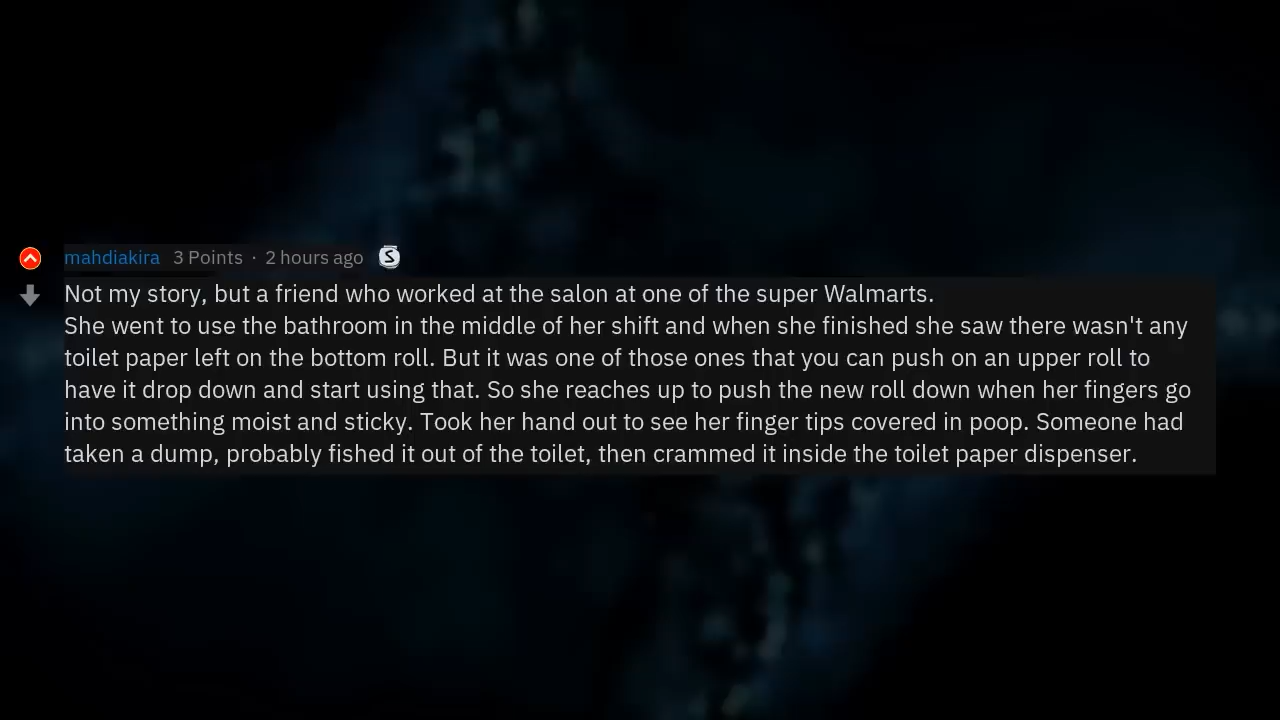 mahdiakira 3 Points · 2 hours ago
Not my story, but a friend who worked at the salon at one of the super Walmarts.
She went to use the bathroom in the middle of her shift and when she finished she saw there wasn't any
toilet paper left on the bottom roll. But it was one of those ones that you can push on an upper roll to
have it drop down and start using that. So she reaches up to push the new roll down when her fingers go
into something moist and sticky. Took her hand out to see her finger tips covered in poop. Someone had
taken a dump, probably fished it out of the toilet, then crammed it inside the toilet paper dispenser.